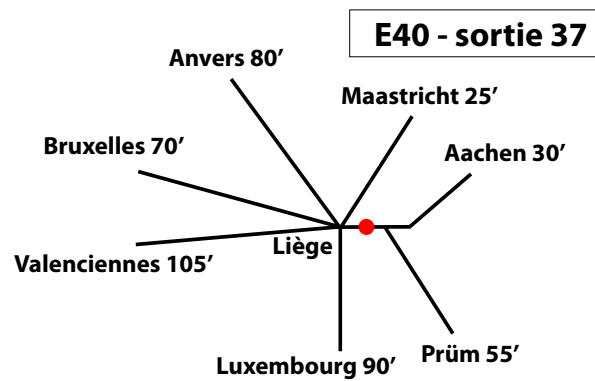 E40 - sortie 37
Anvers 80’
Maastricht 25’
Bruxelles 70’
Aachen 30’
Liège
Valenciennes 105’
Prüm 55’
Luxembourg 90’